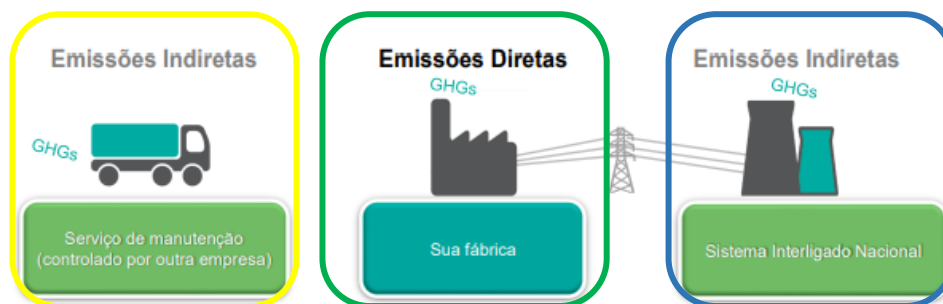 Emissões Indiretas
GHGs
Serviço de manutenção
(controlado por outra empresa)
Emissões Diretas
GHGs
Sua fábrica
Emissões Indiretas
GHGs
Sistema Interligado Nacional